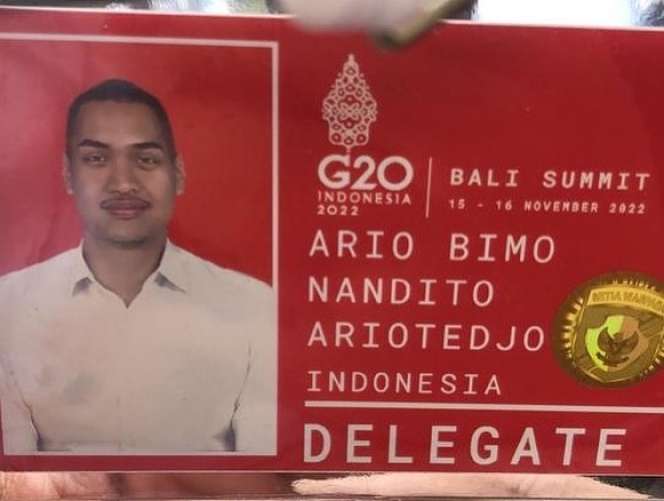 G20
INDONESIA
2022
BALI SUMMIT
15 - 16 NOVEMBER 2022
ARIO BIMO
NANDITO
ARIOTEDJO
INDONESIA
DELEGATE